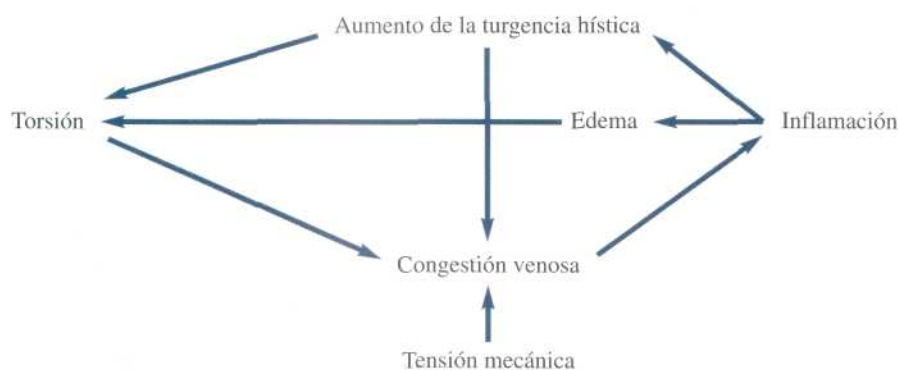 Aumento de la turgencia hística
Torsión
Edema
Inflamación
Congestión venosa
Tensión mecánica